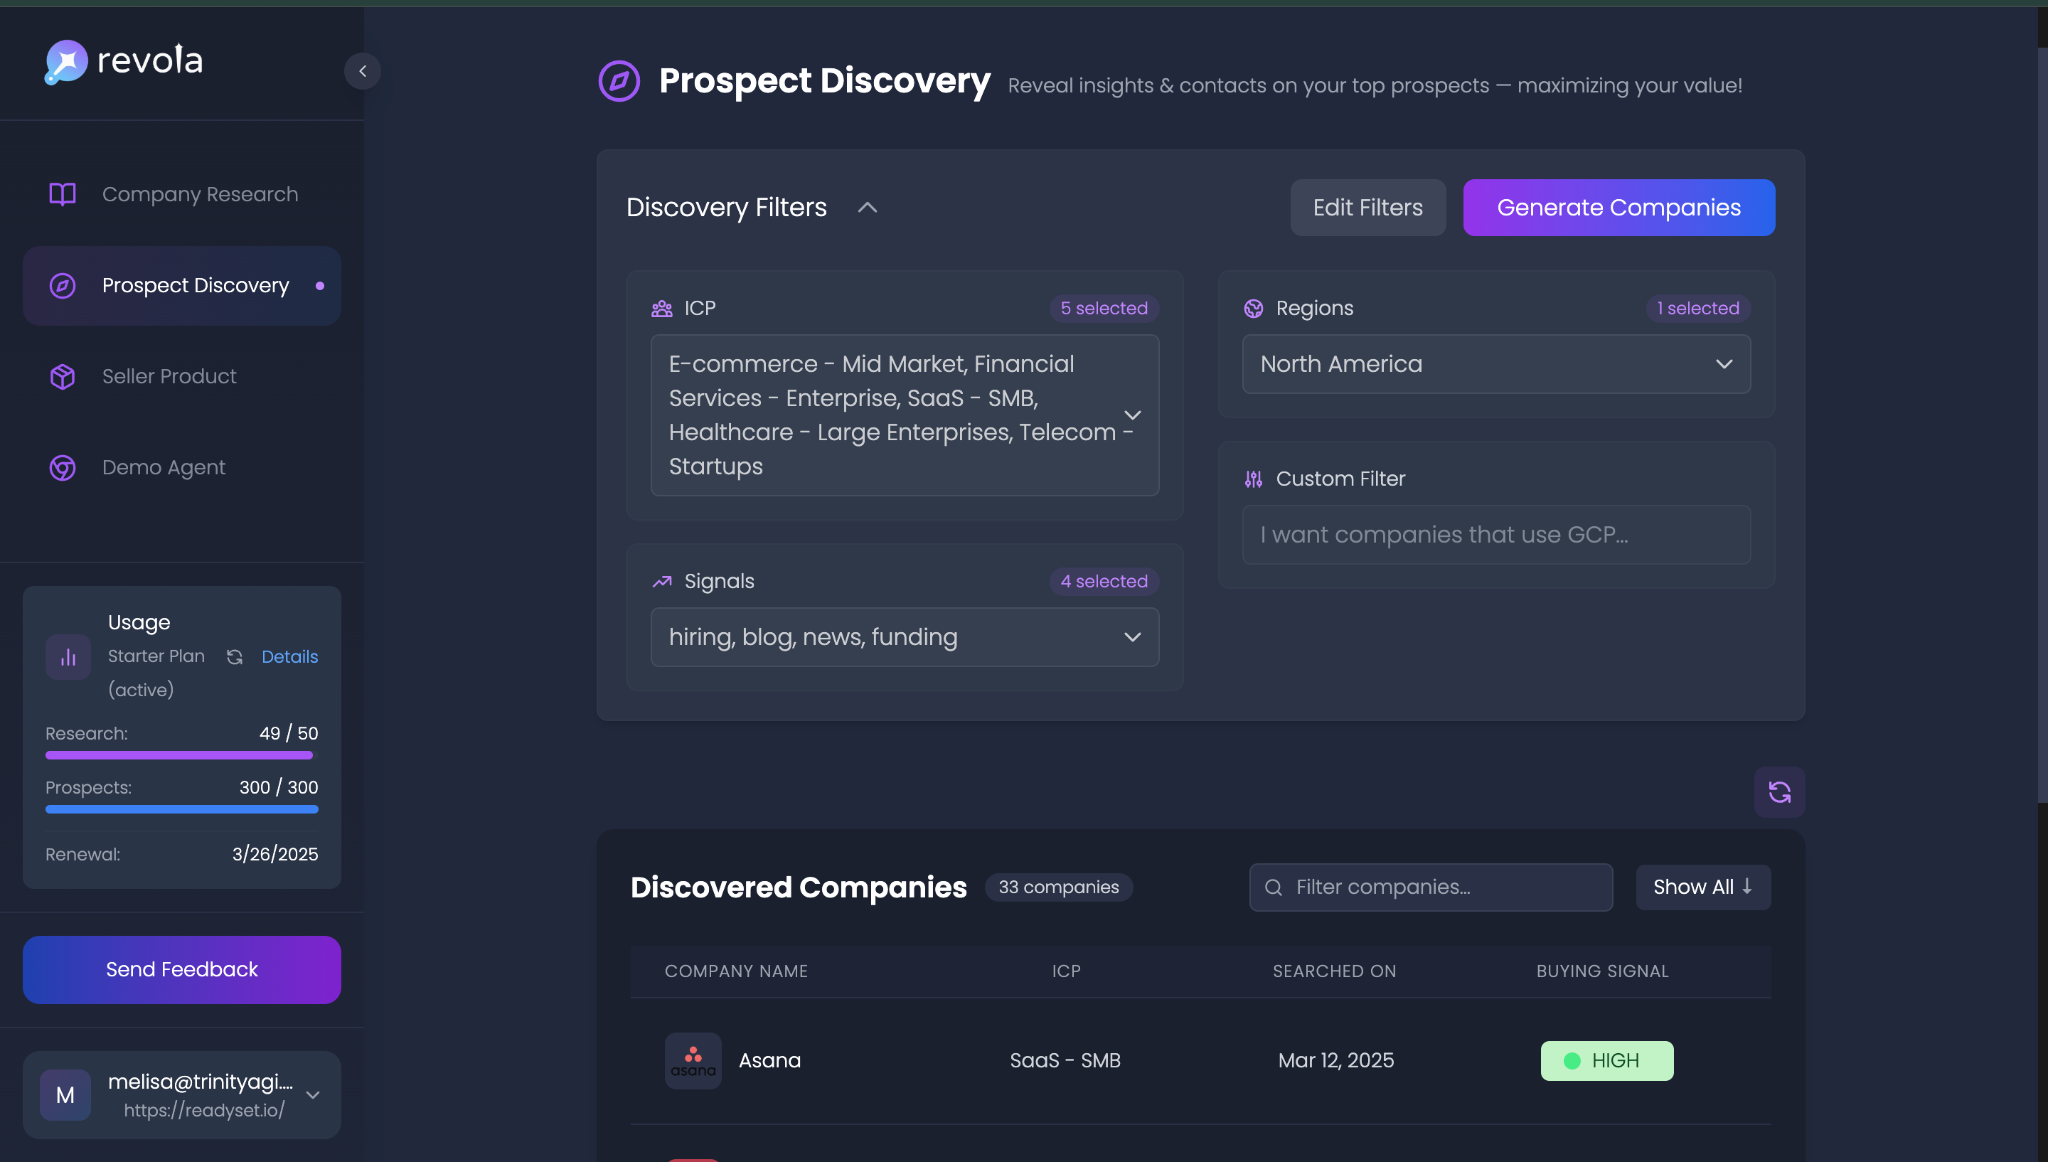 revola
Company Research
Prospect Discovery
Seller Product
Demo Agent
Usage
Starter Plan
(active)
Details
Research: 49 / 50
Prospects: 300 / 300
Renewal: 3/26/2025
Send Feedback
M
melisa@trinityagi....
https://readyset.io/
Prospect Discovery Reveal insights & contacts on your top prospects — maximizing your value!
Discovery Filters
Edit Filters
Generate Companies
ICP
5 selected
E-commerce - Mid Market, Financial
Services - Enterprise, SaaS - SMB,
Healthcare - Large Enterprises, Telecom -
Startups
Signals
4 selected
hiring, blog, news, funding
Regions
1 selected
North America
Custom Filter
I want companies that use GCP...
Discovered Companies 33 companies
Filter companies...
Show All ↓
COMPANY NAME ICP SEARCHED ON BUYING SIGNAL
asana Asana SaaS - SMB Mar 12, 2025 HIGH